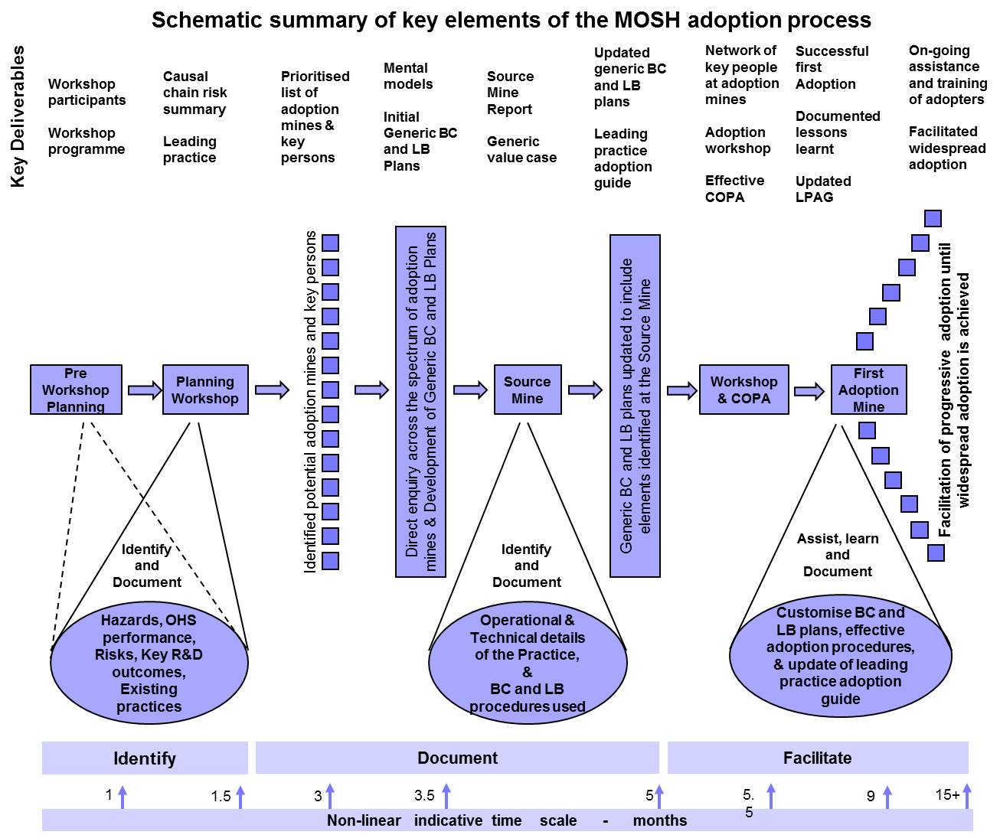 Schematic summary of key elements of the MOSH adoption process
Key Deliverables
Workshop
participants
Workshop
programme
Causal
chain risk
summary
Leading
practice
Prioritised
list of
adoption
mines &
key
persons
Mental
models
Initial
Generic BC
and LB
Plans
Source
Mine
Report
Generic
value case
Updated
generic BC
and LB
plans
Leading
practice
adoption
guide
Network of
key people
at adoption
mines
Adoption
workshop
Effective
COPA
Successful
first
Adoption
Documented
lessons
learnt
Updated
LPAG
On-going
assistance
and training
of adopters
Facilitated
widespread
adoption
Pre
Workshop
Planning
Planning
Workshop
Identified potential adoption mines and key persons
Direct enquiry across the spectrum of adoption
mines & Development of Generic BC and LB Plans
Source
Mine
Generic BC and LB plans updated to include
elements identified at the Source Mine
Workshop
& COPA
First
Adoption
Mine
Facilitation of progressive adoption until
widespread adoption is achieved
Identify
and
Document
Hazards, OHS
performance,
Risks, Key R&D
outcomes,
Existing
practices
Identify
and
Document
Operational &
Technical details
of the Practice,
&
BC and LB
procedures used
Assist, learn
and
Document
Customise BC and
LB plans, effective
adoption procedures,
& update of leading
practice adoption
guide
Identify
Document
Facilitate
1
1.5
3
3.5
5
5.
5
9
15+
Non-linear indicative time scale - months